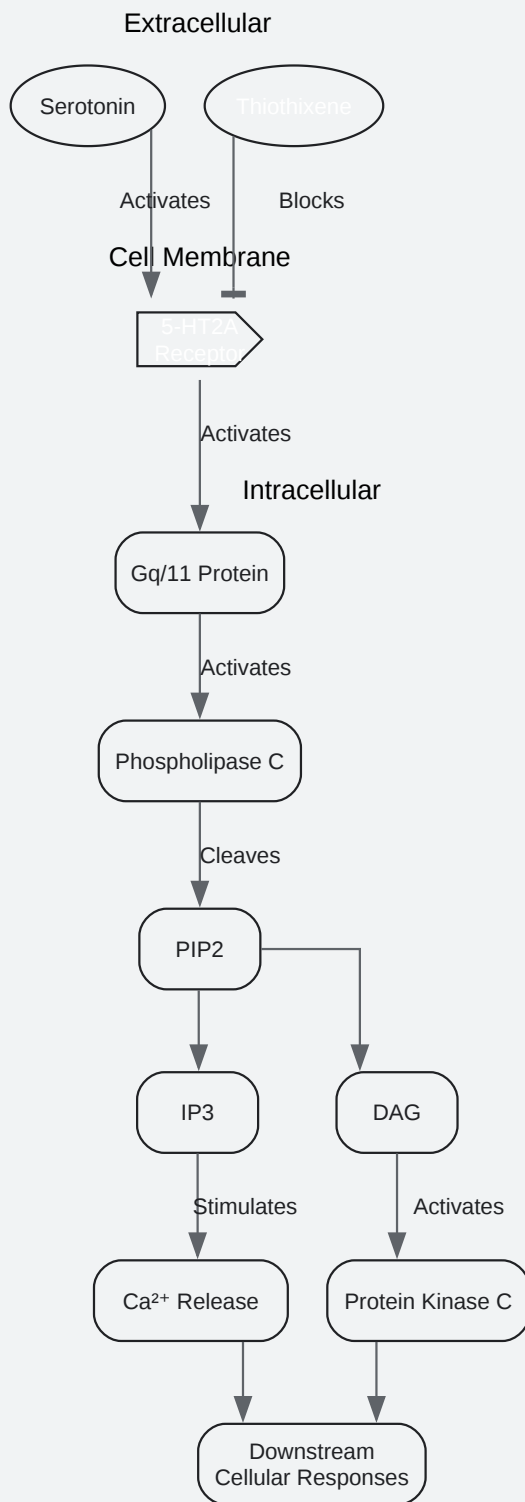 Extracellular
Serotonin
Thiothixene
Activates
Blocks
Cell Membrane
5-HT2A
Receptor
Activates
Intracellular
Gq/11 Protein
Activates
Phospholipase C
Cleaves
PIP2
IP3
DAG
Stimulates
Activates
Ca²⁺ Release
Protein Kinase C
Downstream
Cellular Responses